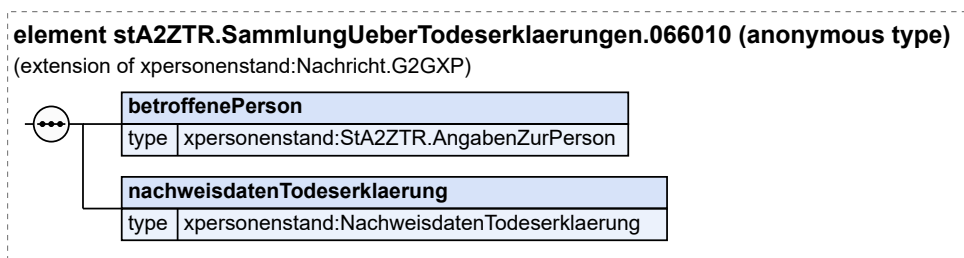 element stA2ZTR.SammlungUeberTodeserklaerungen.066010 (anonymous type)
(extension of xpersonenstand:Nachricht.G2GXP)
betroffenePerson
type xpersonenstand:StA2ZTR.AngabenZurPerson
nachweisdatenTodeserklaerung
type xpersonenstand:NachweisdatenTodeserklaerung